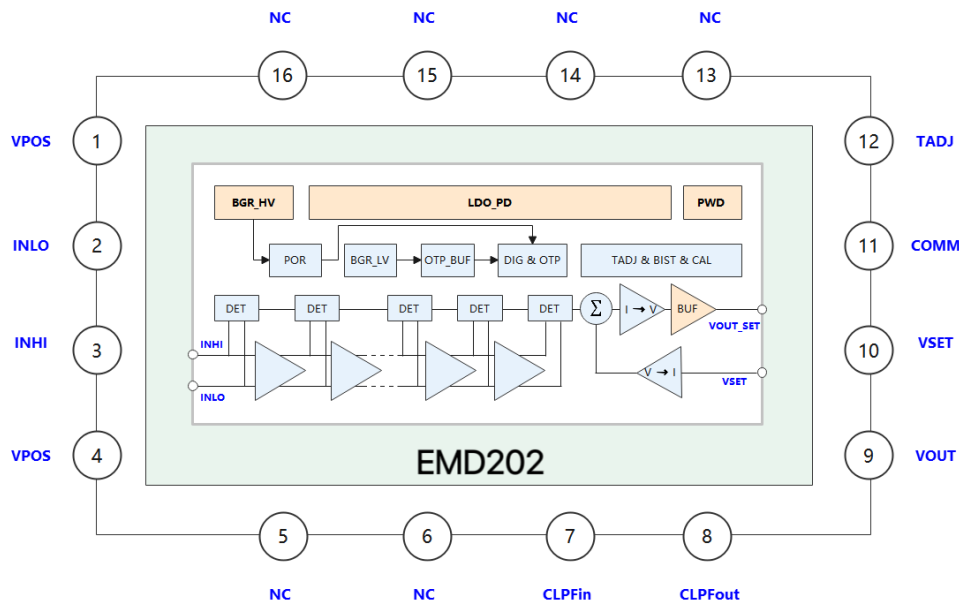 NC NC NC NC
16 15 14 13
VPOS 1 12 TADJ
BGR_HV LDO_PD PWD
INLO 2 11 COMM
POR BGR_LV OTP_BUF DIG & OTP TADJ & BIST & CAL
DET DET DET DET DET Σ I → V BUF
VOUT_SET
INHI
INHI 3 10 VSET
V → I
VSET
INLO
VPOS 4 9 VOUT
EMD202
5 6 7 8
NC NC CLPFin CLPFout